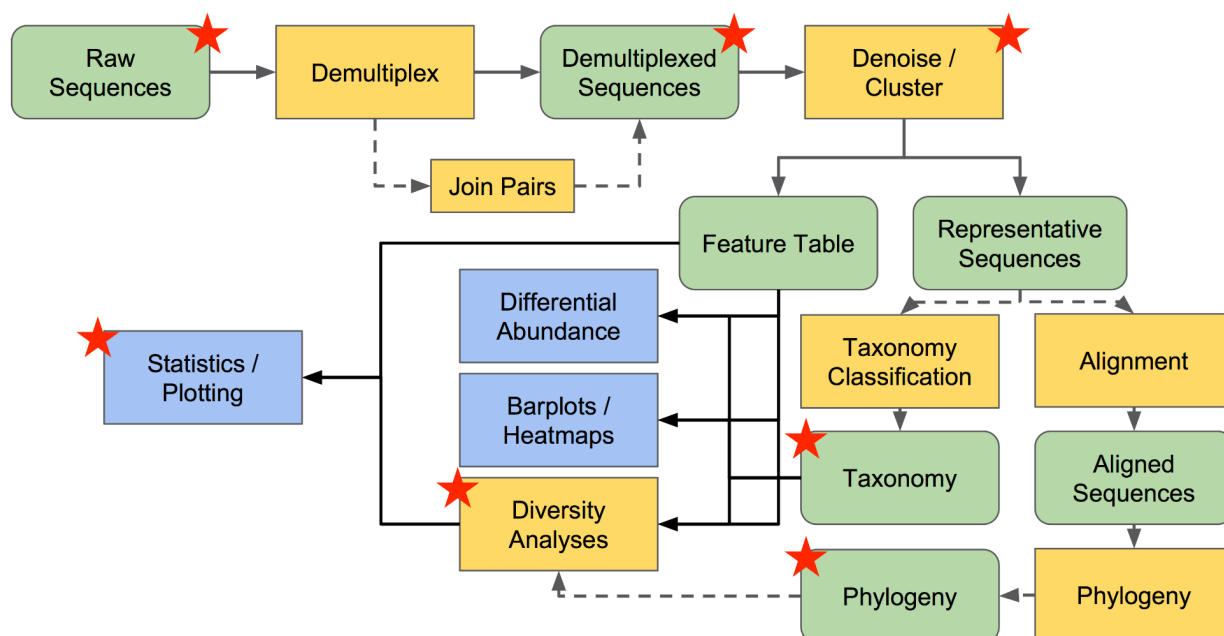 Raw
Sequences
Demultiplex
Demultiplexed
Sequences
Denoise /
Cluster
Join Pairs
Feature Table
Representative
Sequences
Differential
Abundance
Statistics /
Plotting
Taxonomy
Classification
Alignment
Barplots /
Heatmaps
Taxonomy
Aligned
Sequences
Diversity
Analyses
Phylogeny
Phylogeny